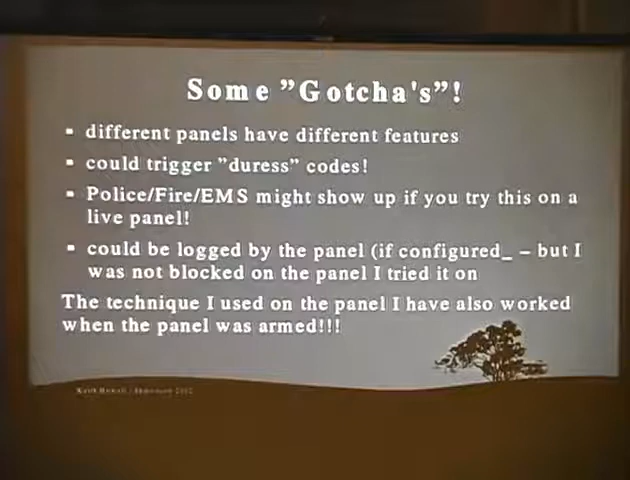 Some "Gotcha's"!
▪ different panels have different features
▪ could trigger "duress" codes!
▪ Police/Fire/EMS might show up if you try this on a
live panel!
▪ could be logged by the panel (if configured_ – but I
was not blocked on the panel I tried it on
The technique I used on the panel I have also worked
when the panel was armed!!!